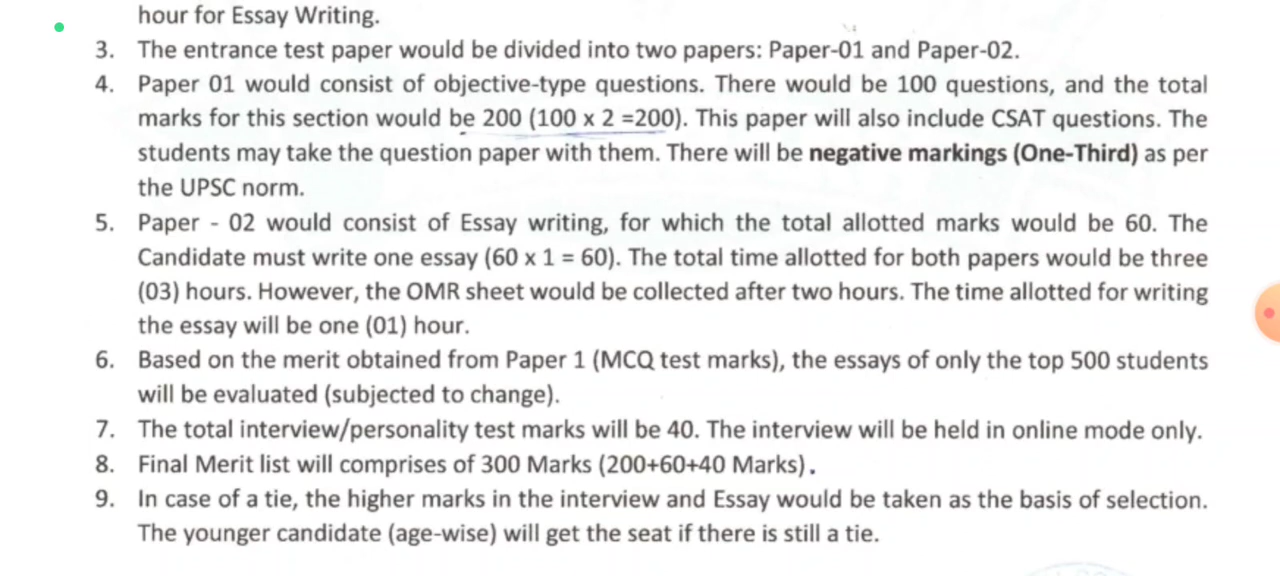 hour for Essay Writing.
3. The entrance test paper would be divided into two papers: Paper-01 and Paper-02.
4. Paper 01 would consist of objective-type questions. There would be 100 questions, and the total
marks for this section would be 200 (100 x 2 =200). This paper will also include CSAT questions. The
students may take the question paper with them. There will be negative markings (One-Third) as per
the UPSC norm.
5. Paper - 02 would consist of Essay writing, for which the total allotted marks would be 60. The
Candidate must write one essay (60 x 1 = 60). The total time allotted for both papers would be three
(03) hours. However, the OMR sheet would be collected after two hours. The time allotted for writing
the essay will be one (01) hour.
6. Based on the merit obtained from Paper 1 (MCQ test marks), the essays of only the top 500 students
will be evaluated (subjected to change).
7. The total interview/personality test marks will be 40. The interview will be held in online mode only.
8. Final Merit list will comprises of 300 Marks (200+60+40 Marks).
9. In case of a tie, the higher marks in the interview and Essay would be taken as the basis of selection.
The younger candidate (age-wise) will get the seat if there is still a tie.